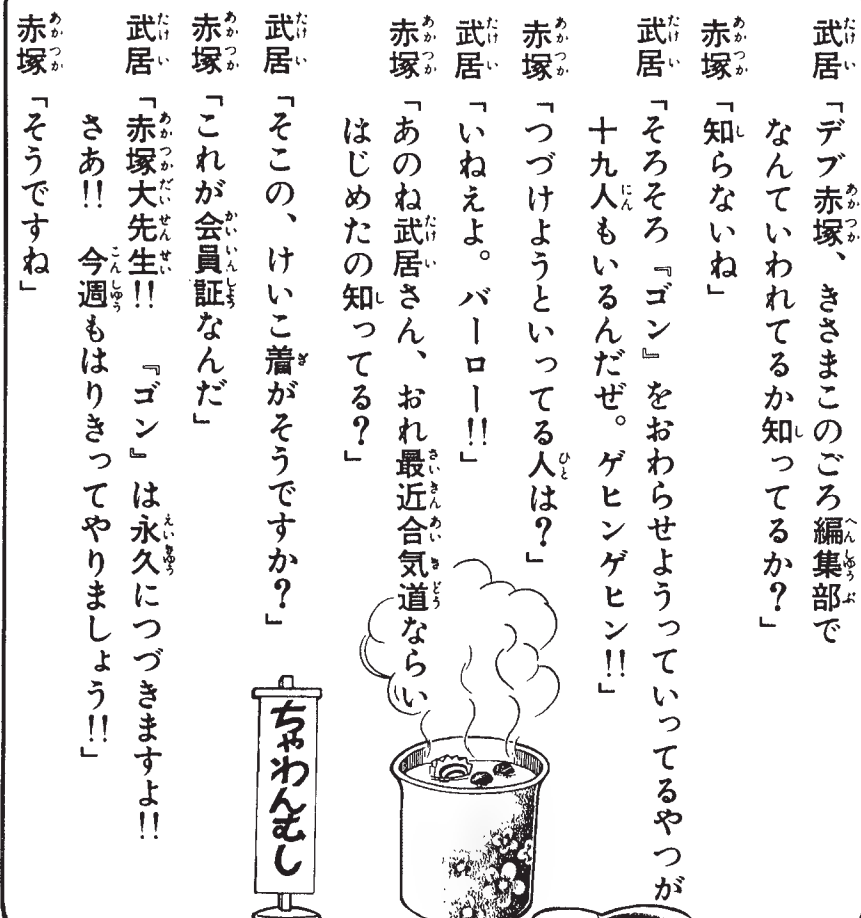 武居「デブ赤塚、きさまこのごろ編集部で
なんていわれてるか知ってるか？」
赤塚「知らないね」
武居「そろそろ『ゴン』をおわらせようっていってるやつが
十九人もいるんだぜ。ゲヒンゲヒン!!」
赤塚「つづけようといってる人は？」
武居「いねえよ。バーロー!!」
赤塚「あのね武居さん、おれ最近合気道ならい
はじめたの知ってる？」
武居「そこの、けいこ着がそうですか？」
赤塚「これが会員証なんだ」
武居「赤塚大先生!!　『ゴン』は永久につづきますよ!!
さあ!!　今週もはりきってやりましょう!!」
赤塚「そうですね」
ちゃわんむし